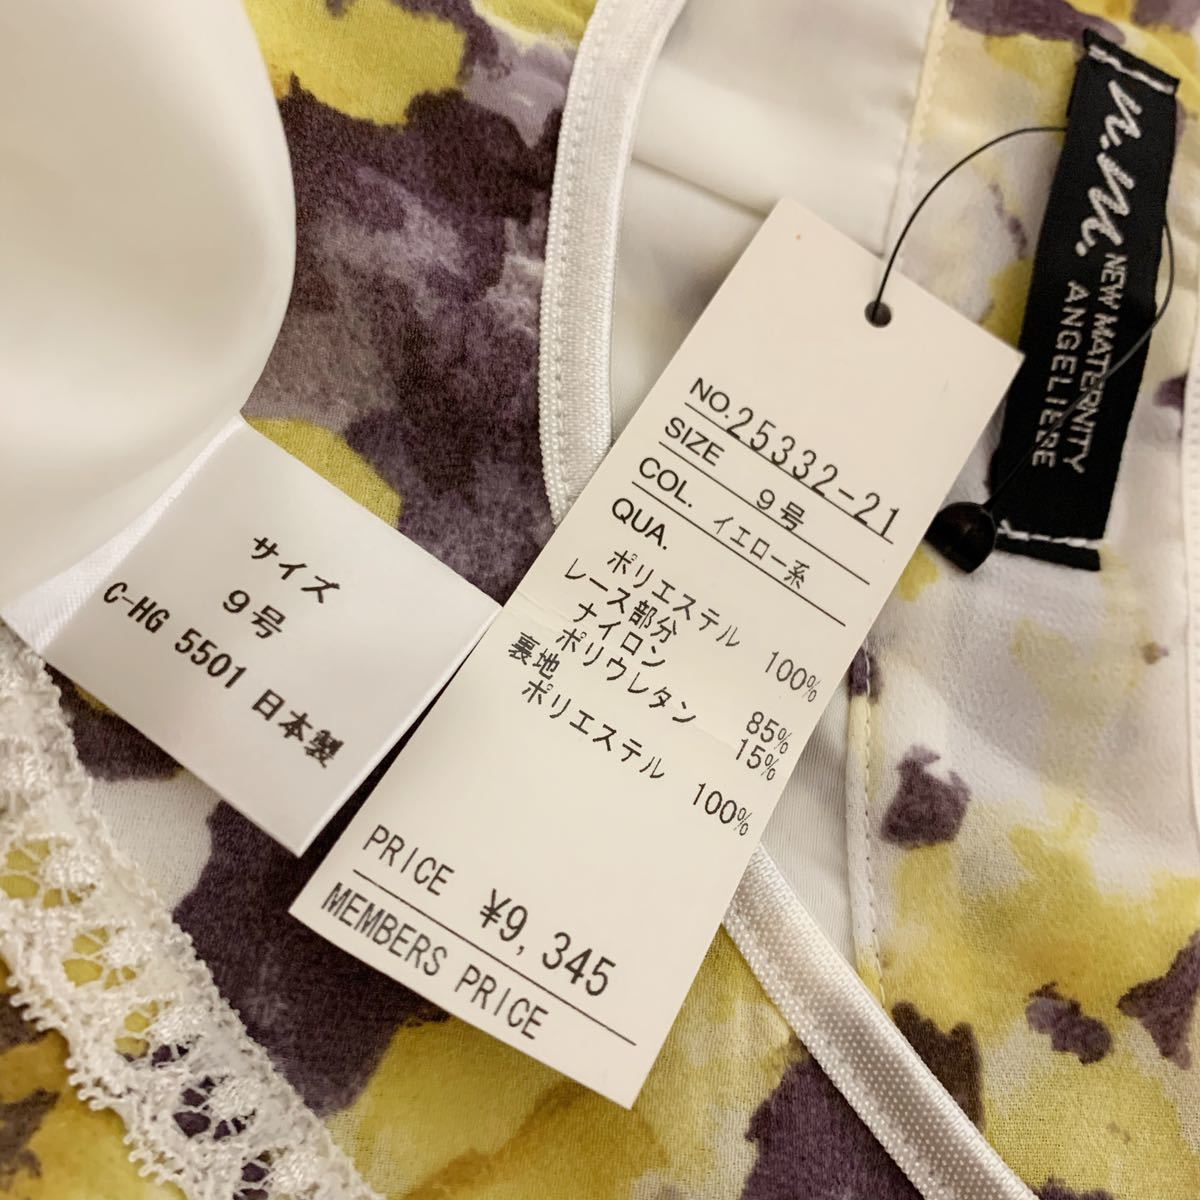 n.m.
NEW MATERNITY
ANGELIESE
NO.25332-21
SIZE 9号
COL. イエロー系
QUA.
ポリエステル 100%
レース部分
ナイロン 85%
ポリウレタン 15%
裏地
ポリエステル 100%
PRICE ¥9,345
MEMBERS PRICE
サイズ
9号
C-HG 5501 日本製